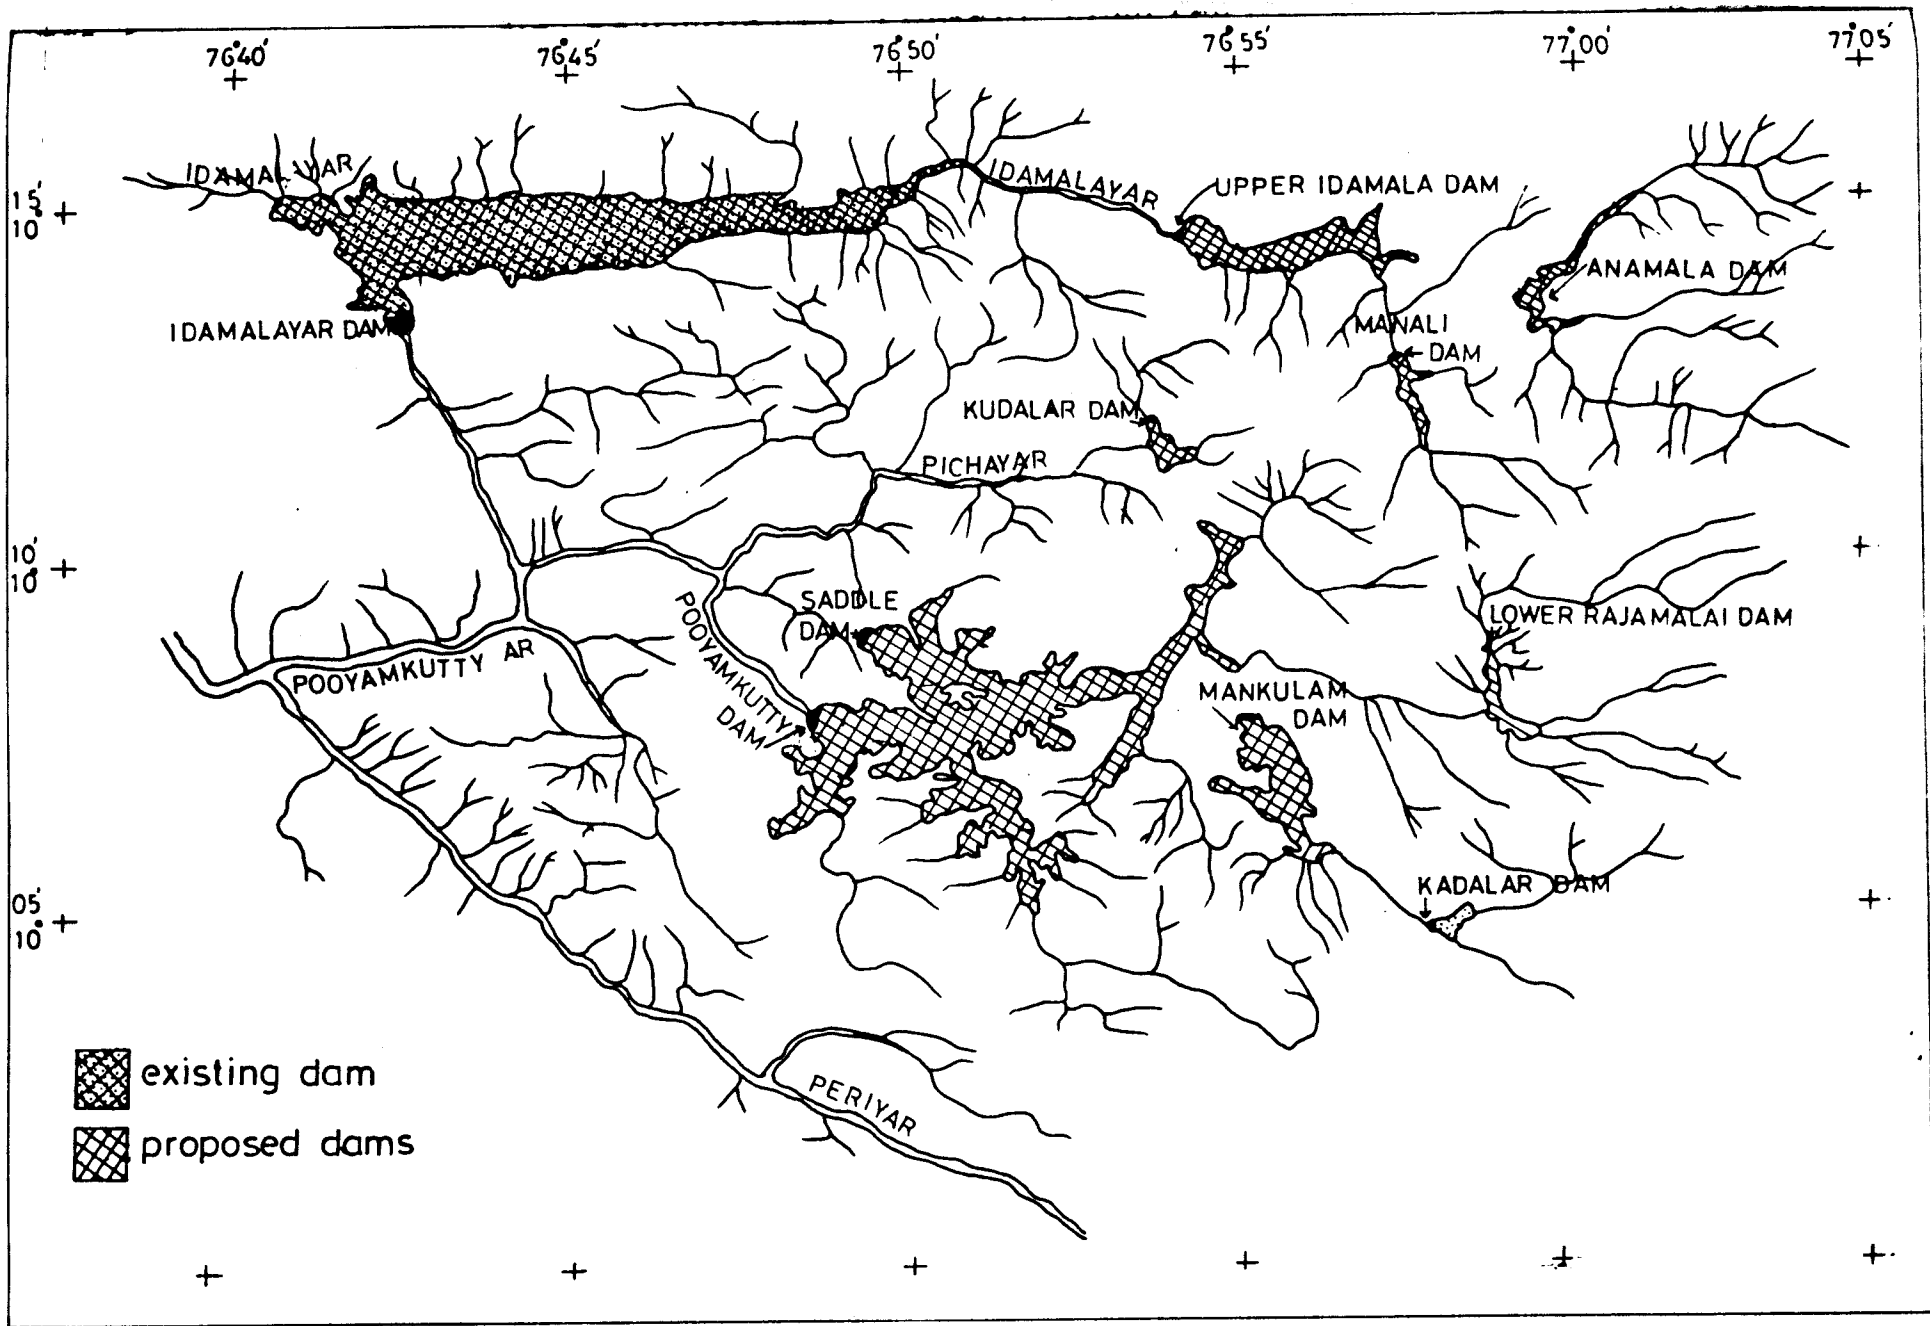 76°40' 76°45' 76°50' 76°55' 77°00' 77°05'
IDAMALAYAR
IDAMALAYAR
UPPER IDAMALA DAM
15'
10°
ANAMALA DAM
IDAMALAYAR DAM
MANALI
DAM
KUDALAR DAM
PICHAYAR
10'
10°
SADDLE
DAM
LOWER RAJAMALAI DAM
POOYAMKUTTY AR
POOYAMKUTTY
DAM
MANKULAM
DAM
KADALAR DAM
05'
10°
existing dam
PERIYAR
proposed dams